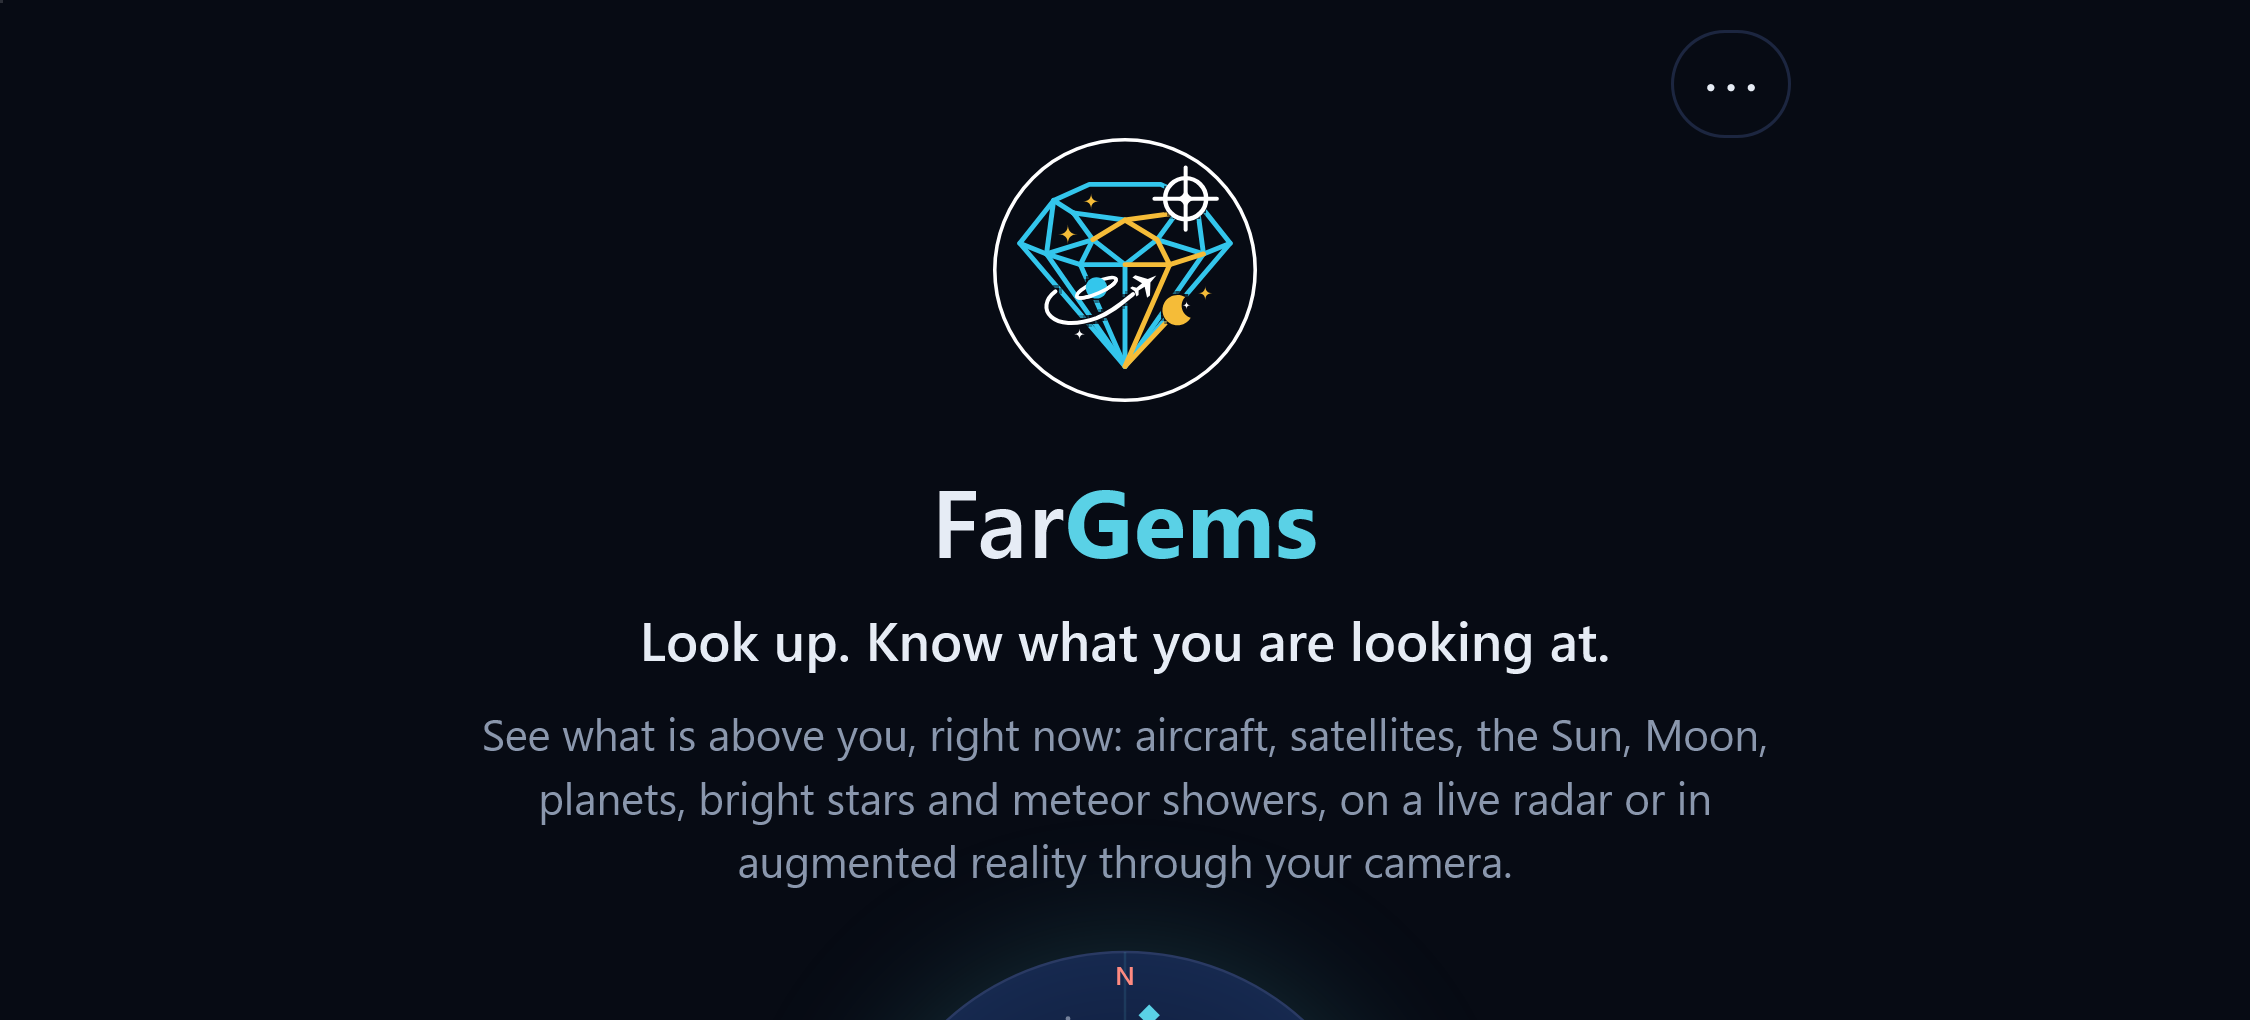 FarGems
Look up. Know what you are looking at.
See what is above you, right now: aircraft, satellites, the Sun, Moon,
planets, bright stars and meteor showers, on a live radar or in
augmented reality through your camera.
N